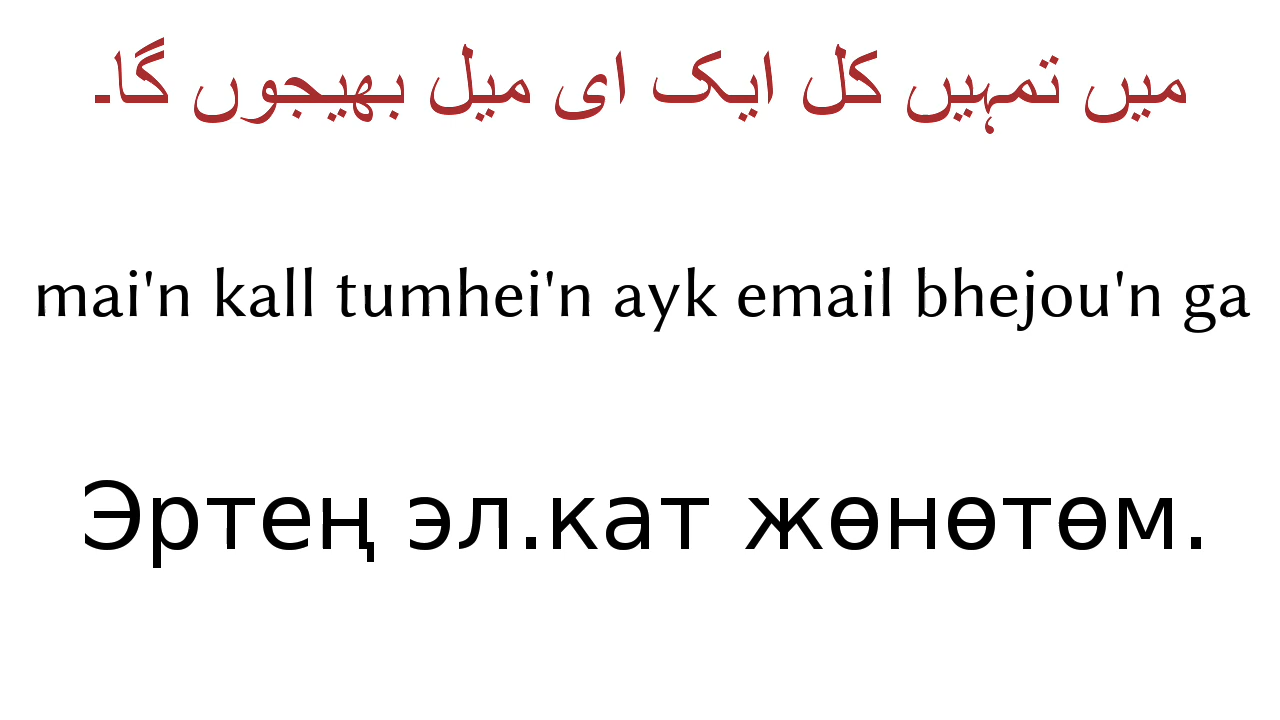 میں تمہیں کل ایک ای میل بھیجوں گا۔
mai'n kall tumhei'n ayk email bhejou'n ga
Эртең эл.кат жөнөтөм.